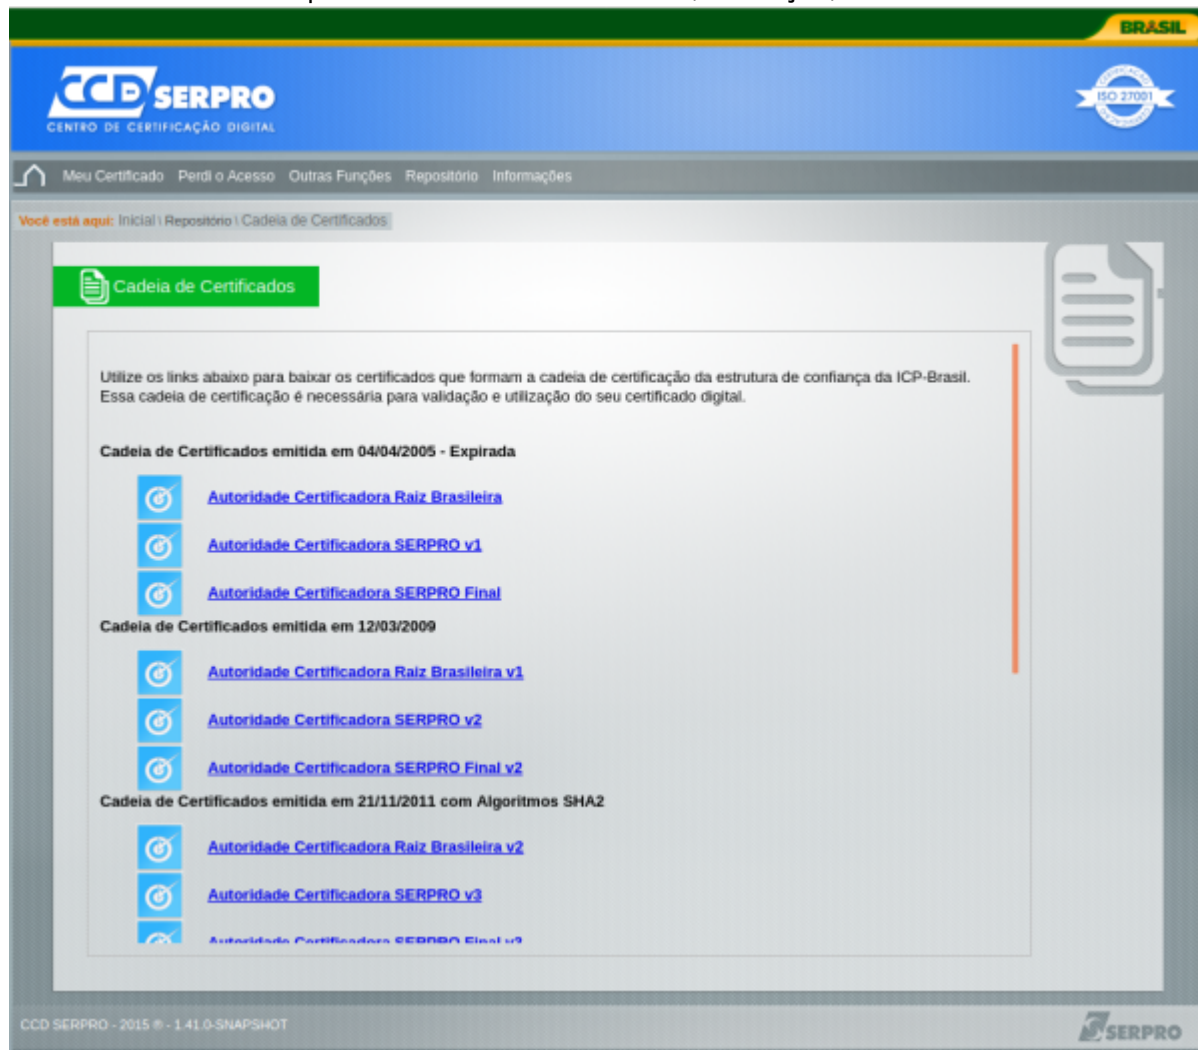 BRASIL
CCD SERPRO
CENTRO DE CERTIFICAÇÃO DIGITAL
CERTIFICAÇÃO
ISO 27001
Meu Certificado Perdi o Acesso Outras Funções Repositório Informações
Você está aqui: Inicial \ Repositório \ Cadeia de Certificados
Cadeia de Certificados
Utilize os links abaixo para baixar os certificados que formam a cadeia de certificação da estrutura de confiança da ICP-Brasil.
Essa cadeia de certificação é necessária para validação e utilização do seu certificado digital.
Cadeia de Certificados emitida em 04/04/2005 - Expirada
Autoridade Certificadora Raiz Brasileira
Autoridade Certificadora SERPRO v1
Autoridade Certificadora SERPRO Final
Cadeia de Certificados emitida em 12/03/2009
Autoridade Certificadora Raiz Brasileira v1
Autoridade Certificadora SERPRO v2
Autoridade Certificadora SERPRO Final v2
Cadeia de Certificados emitida em 21/11/2011 com Algoritmos SHA2
Autoridade Certificadora Raiz Brasileira v2
Autoridade Certificadora SERPRO v3
Autoridade Certificadora SERPRO Final v3
CCD SERPRO - 2015 ® - 1.41.0-SNAPSHOT
SERPRO